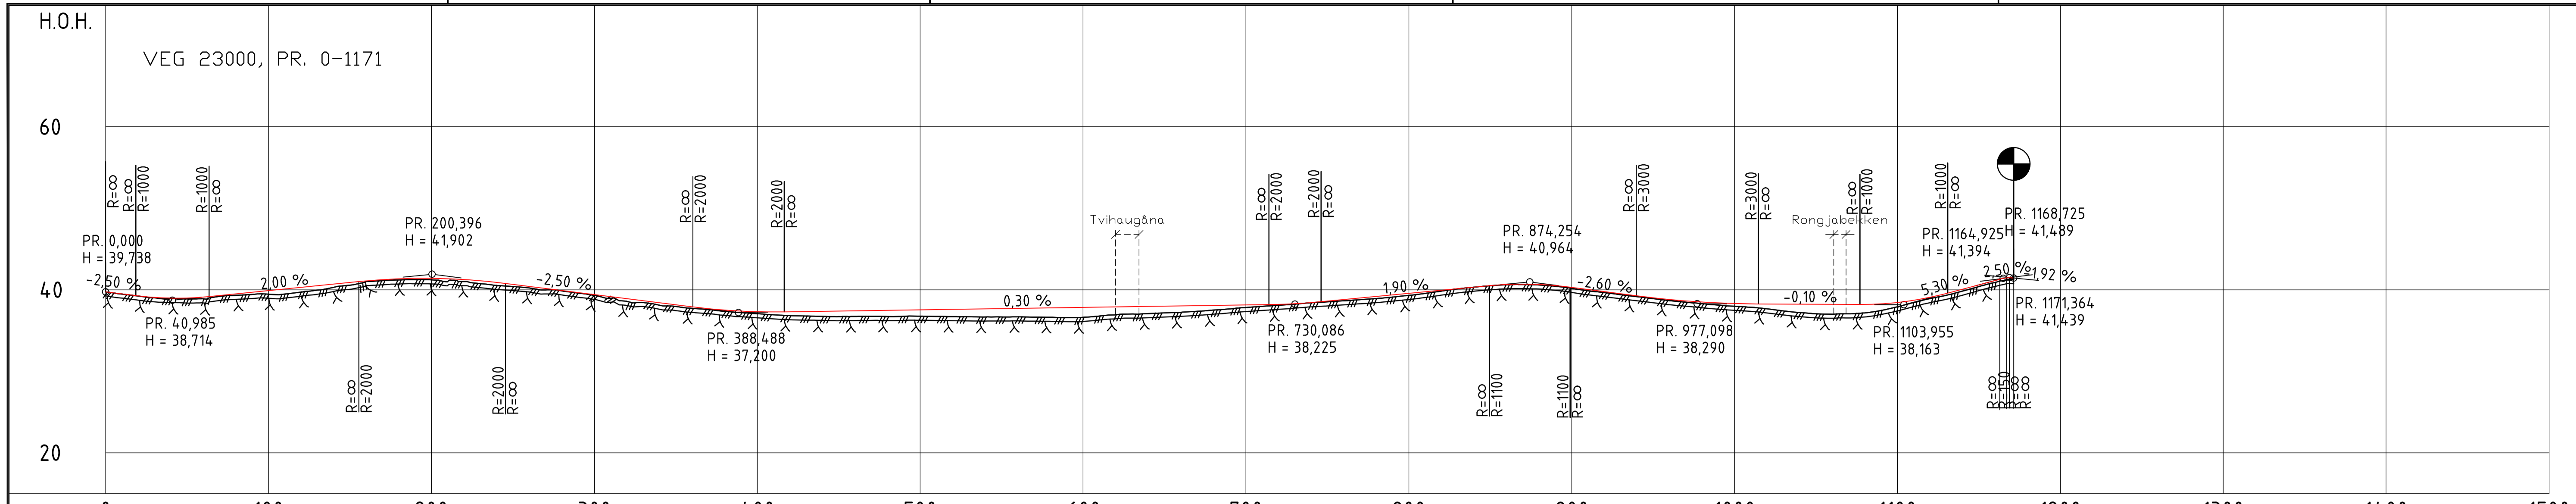 H.O.H.
VEG 23000, PR. 0-1171
60
40
20
R=∞
R=∞
R=1000
R=1000
R=∞
PR. 0,000
H = 39,738
-2,50 %
PR. 40,985
H = 38,714
2,00 %
R=∞
R=2000
PR. 200,396
H = 41,902
R=2000
R=∞
-2,50 %
R=∞
R=2000
PR. 388,488
H = 37,200
R=2000
R=∞
0,30 %
Tvihaugåna
R=∞
R=2000
PR. 730,086
H = 38,225
R=2000
R=∞
1,90 %
R=∞
R=1100
PR. 874,254
H = 40,964
R=1100
R=∞
-2,60 %
R=∞
R=3000
PR. 977,098
H = 38,290
R=3000
R=∞
-0,10 %
Rongjabekken
R=∞
R=1000
PR. 1103,955
H = 38,163
5,30 %
R=1000
R=∞
PR. 1164,925
H = 41,394
2,50 %
PR. 1168,725
H = 41,489
-1,92 %
PR. 1171,364
H = 41,439
R=∞
R=150
R=∞
R=∞